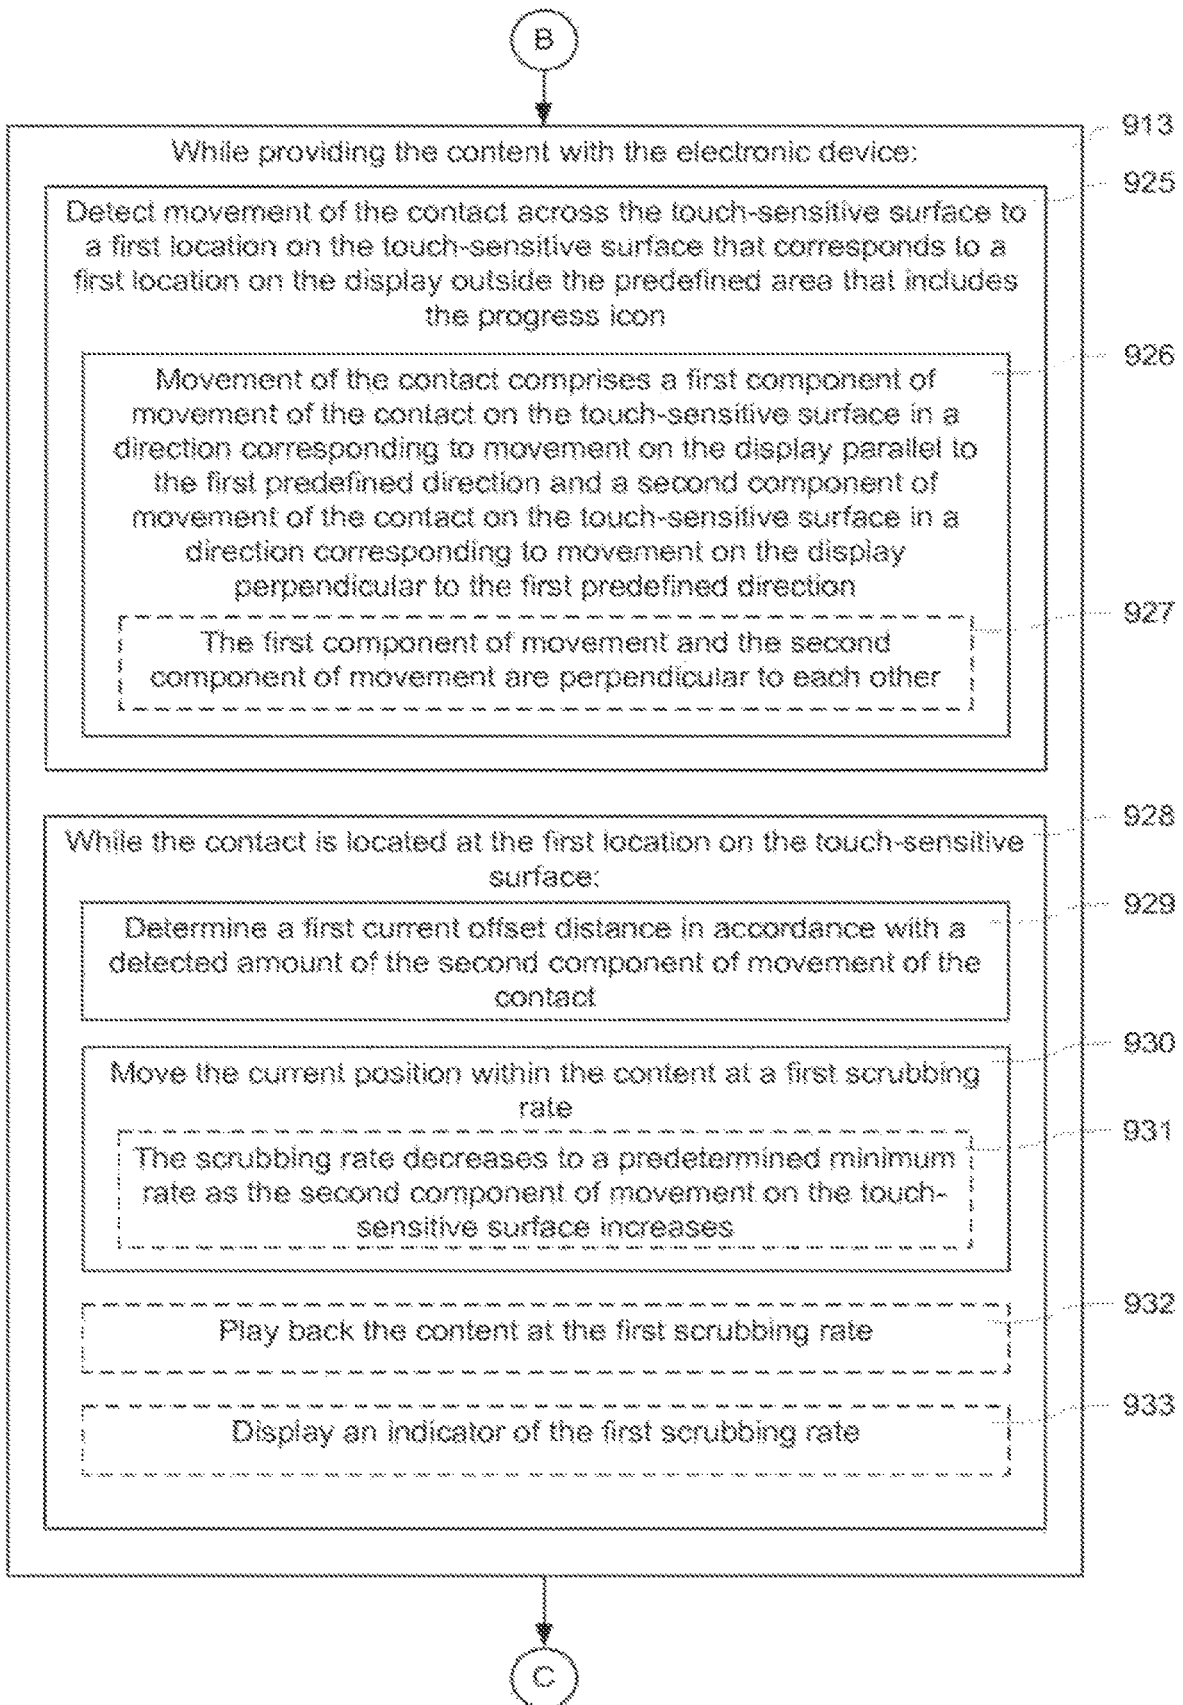 B
913
While providing the content with the electronic device:
925
Detect movement of the contact across the touch-sensitive surface to
a first location on the touch-sensitive surface that corresponds to a
first location on the display outside the predefined area that includes
the progress icon
926
Movement of the contact comprises a first component of
movement of the contact on the touch-sensitive surface in a
direction corresponding to movement on the display parallel to
the first predefined direction and a second component of
movement of the contact on the touch-sensitive surface in a
direction corresponding to movement on the display
perpendicular to the first predefined direction
927
The first component of movement and the second
component of movement are perpendicular to each other
928
While the contact is located at the first location on the touch-sensitive
surface:
929
Determine a first current offset distance in accordance with a
detected amount of the second component of movement of the
contact
930
Move the current position within the content at a first scrubbing
rate
931
The scrubbing rate decreases to a predetermined minimum
rate as the second component of movement on the touch-
sensitive surface increases
932
Play back the content at the first scrubbing rate
933
Display an indicator of the first scrubbing rate
C